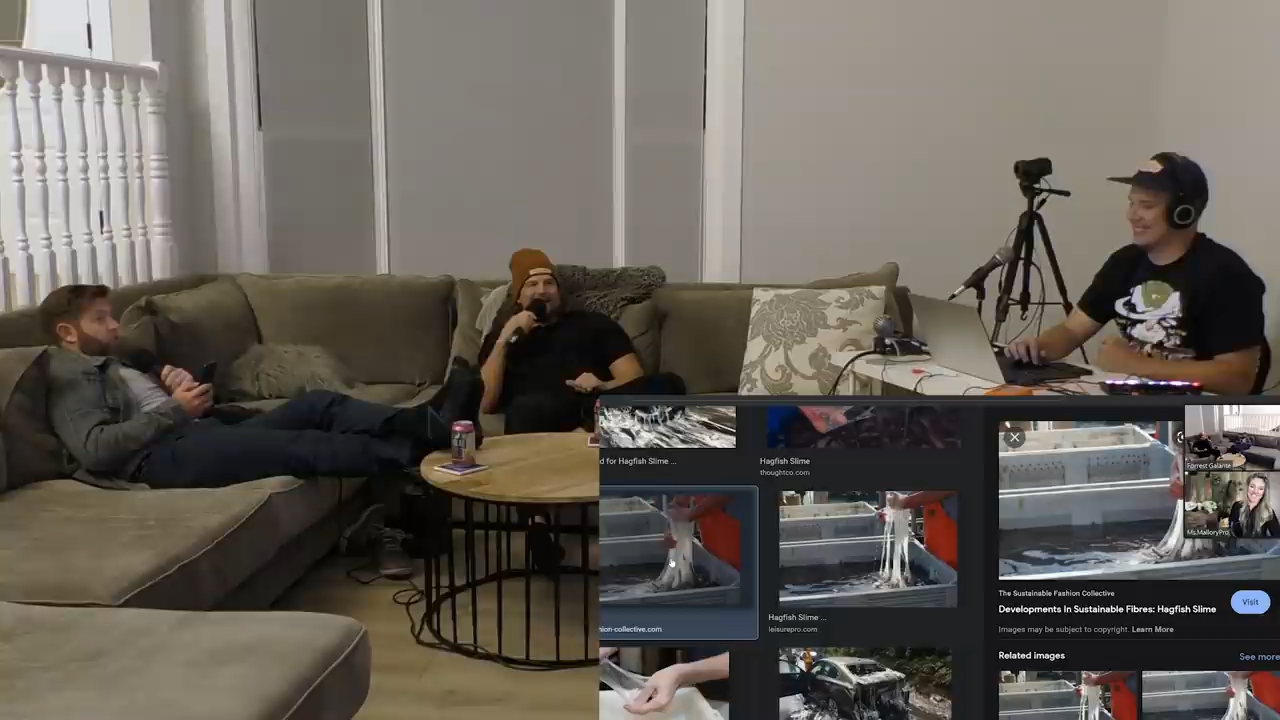 d for Hagfish Slime ...
Hagfish Slime
thoughtco.com
ion-collective.com
Hagfish Slime ...
leisurepro.com
Forrest Galante
Ms.MalloryPro
The Sustainable Fashion Collective
Developments In Sustainable Fibres: Hagfish Slime
Visit
Images may be subject to copyright. Learn More
Related images
See more